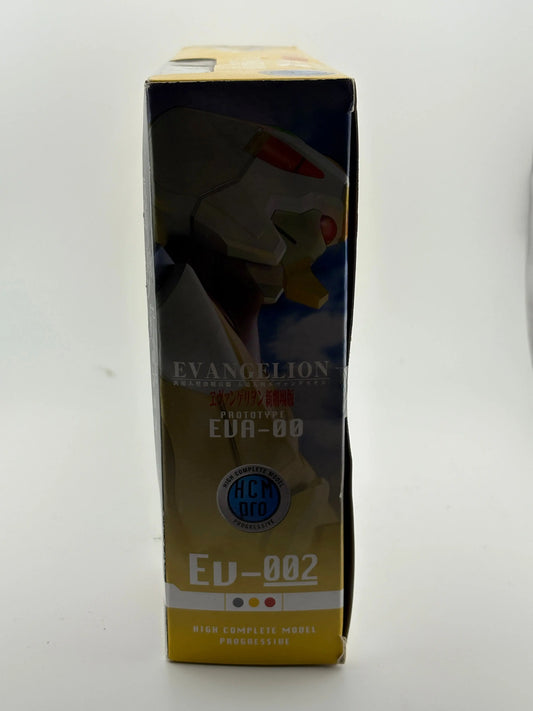 EVANGELION
PROTOTYPE
EVA-00
HIGH COMPLETE MODEL
HCM
pro
PROGRESSIVE
EV-002
HIGH COMPLETE MODEL
PROGRESSIVE